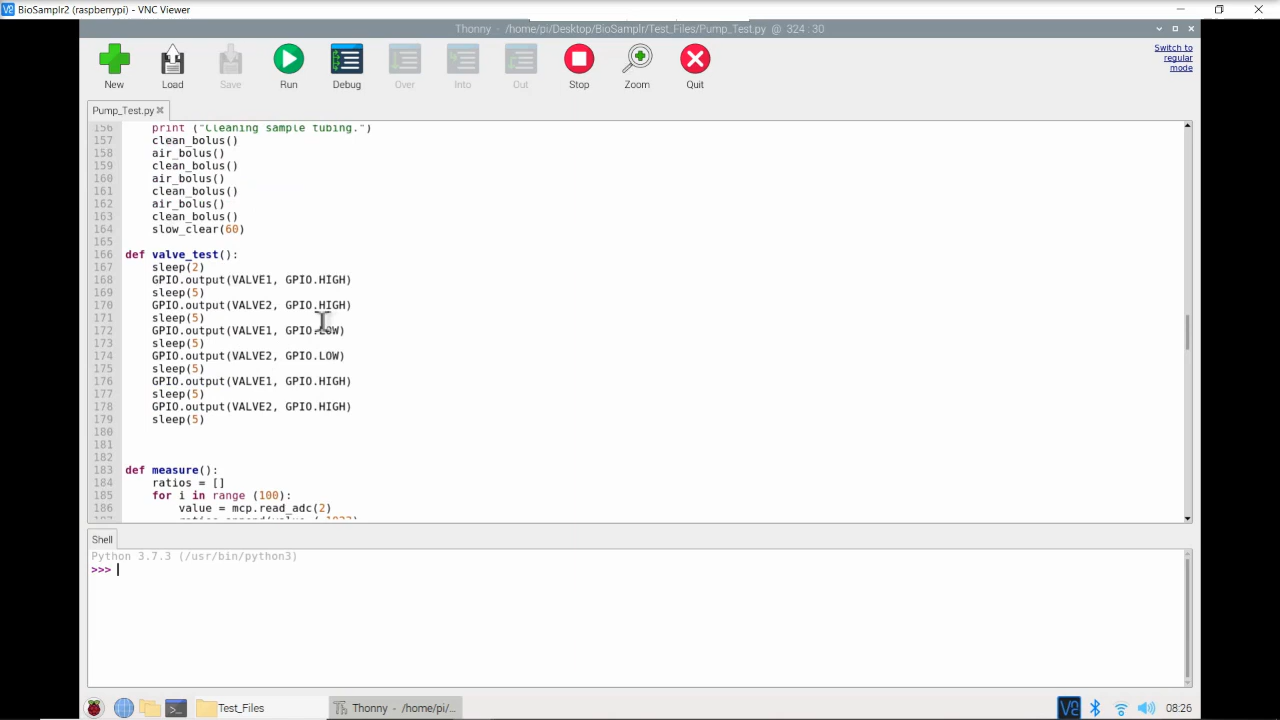 BioSamplr2 (raspberrypi) - VNC Viewer
Thonny - /home/pi/Desktop/BioSamplr/Test_Files/Pump_Test.py @ 324 : 30
New Load Save Run Debug Over Into Out Stop Zoom Quit
Switch to
regular
mode
Pump_Test.py
156 print ("Cleaning sample tubing.")
157 clean_bolus()
158 air_bolus()
159 clean_bolus()
160 air_bolus()
161 clean_bolus()
162 air_bolus()
163 clean_bolus()
164 slow_clear(60)
165
166 def valve_test():
167 sleep(2)
168 GPIO.output(VALVE1, GPIO.HIGH)
169 sleep(5)
170 GPIO.output(VALVE2, GPIO.HIGH)
171 sleep(5)
172 GPIO.output(VALVE1, GPIO.LOW)
173 sleep(5)
174 GPIO.output(VALVE2, GPIO.LOW)
175 sleep(5)
176 GPIO.output(VALVE1, GPIO.HIGH)
177 sleep(5)
178 GPIO.output(VALVE2, GPIO.HIGH)
179 sleep(5)
180
181
182
183 def measure():
184 ratios = []
185 for i in range (100):
186 value = mcp.read_adc(2)
Shell
Python 3.7.3 (/usr/bin/python3)
>>>
Test_Files Thonny - /home/pi/... 08:26